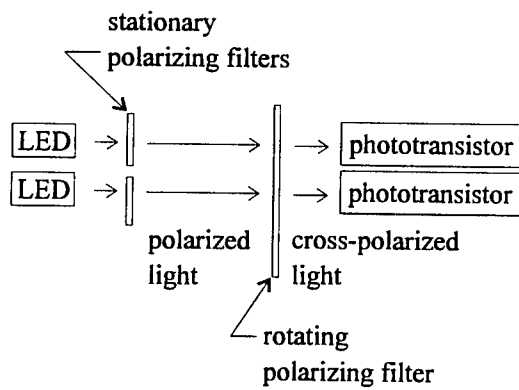 stationary
polarizing filters
LED
phototransistor
LED
phototransistor
polarized
light
cross-polarized
light
rotating
polarizing filter